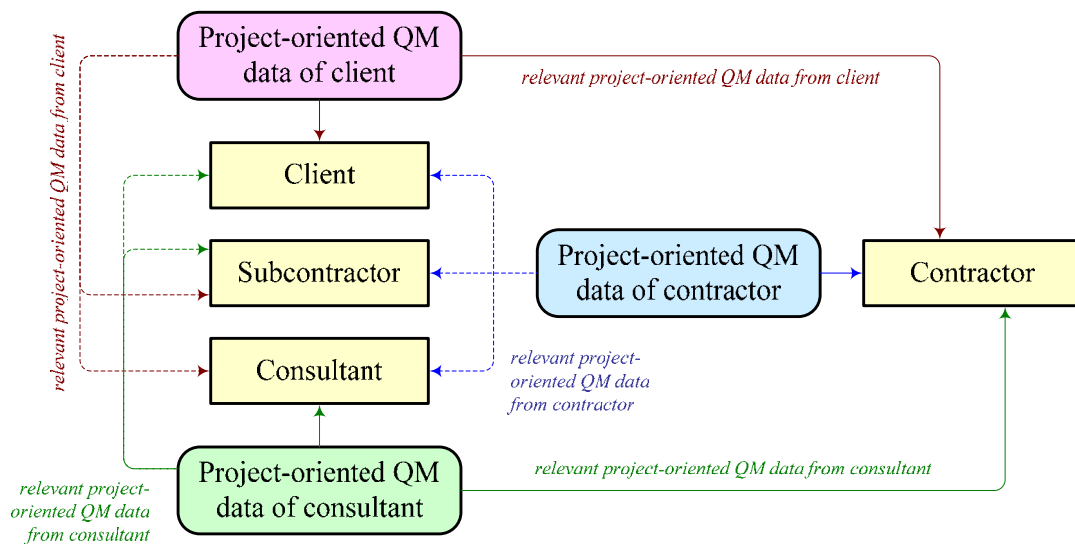 Project-oriented QM
data of client
relevant project-oriented QM data from client
relevant project-oriented QM data from client
Client
Subcontractor
Project-oriented QM
data of contractor
Contractor
relevant project-
oriented QM data
from contractor
Consultant
Project-oriented QM
data of consultant
relevant project-oriented QM data from consultant
relevant project-
oriented QM data
from consultant